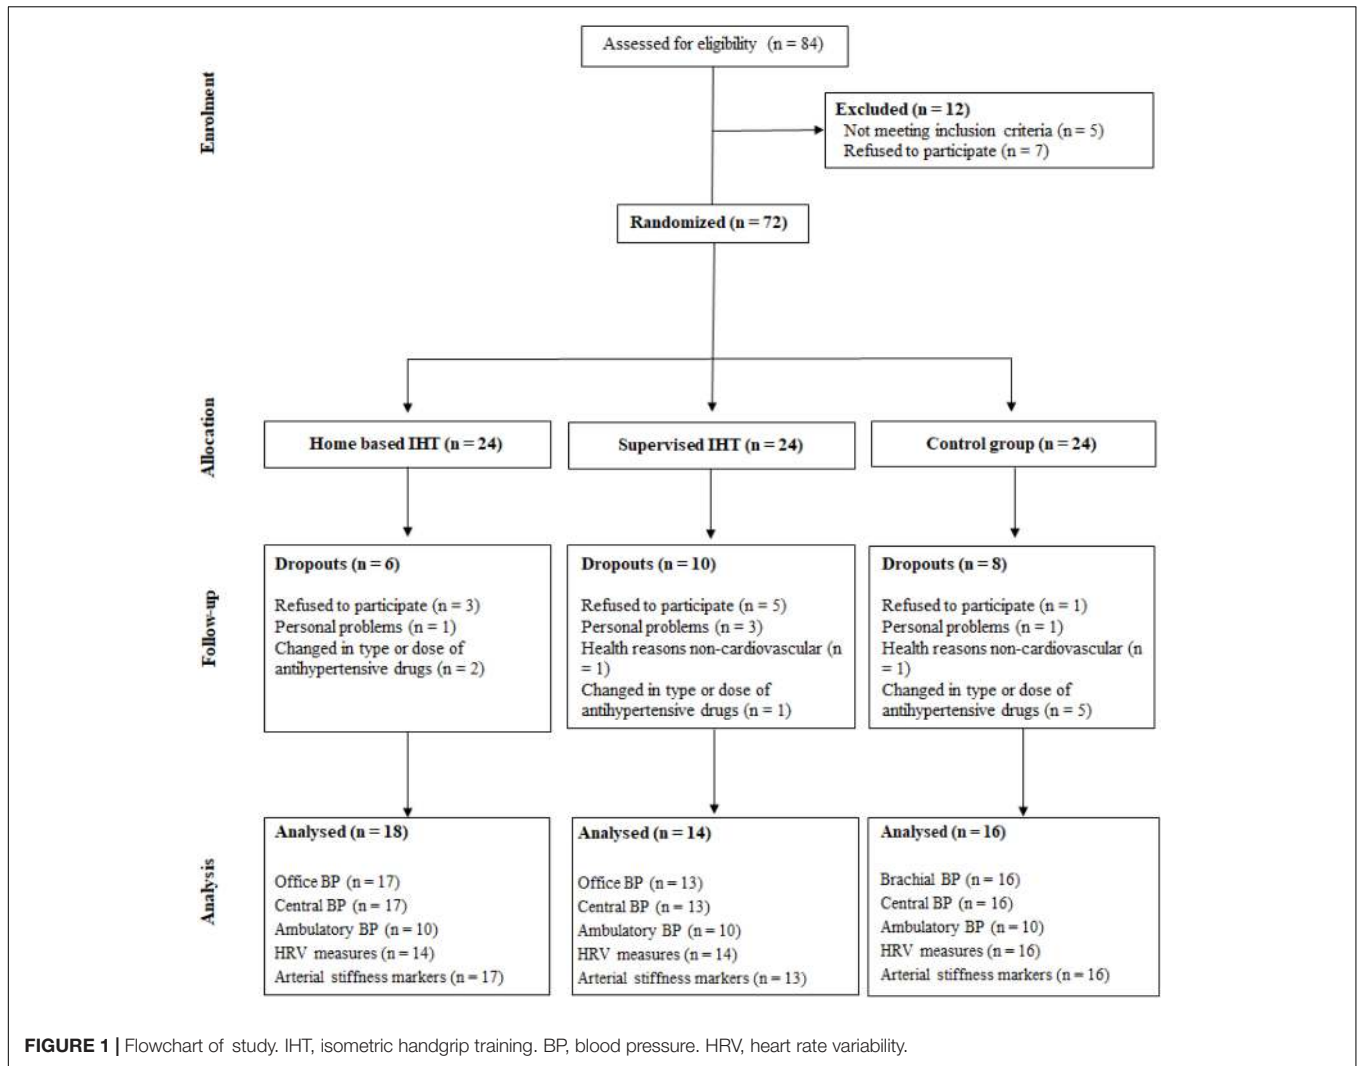 Assessed for eligibility (n = 84)
Enrolment
Excluded (n = 12)
Not meeting inclusion criteria (n = 5)
Refused to participate (n = 7)
Randomized (n = 72)
Allocation
Home based IHT (n = 24)
Supervised IHT (n = 24)
Control group (n = 24)
Follow-up
Dropouts (n = 6)
Refused to participate (n = 3)
Personal problems (n = 1)
Changed in type or dose of
antihypertensive drugs (n = 2)
Dropouts (n = 10)
Refused to participate (n = 5)
Personal problems (n = 3)
Health reasons non-cardiovascular (n
= 1)
Changed in type or dose of
antihypertensive drugs (n = 1)
Dropouts (n = 8)
Refused to participate (n = 1)
Personal problems (n = 1)
Health reasons non-cardiovascular (n
= 1)
Changed in type or dose of
antihypertensive drugs (n = 5)
Analysis
Analysed (n = 18)
Office BP (n = 17)
Central BP (n = 17)
Ambulatory BP (n = 10)
HRV measures (n = 14)
Arterial stiffness markers (n = 17)
Analysed (n = 14)
Office BP (n = 13)
Central BP (n = 13)
Ambulatory BP (n = 10)
HRV measures (n = 14)
Arterial stiffness markers (n = 13)
Analysed (n = 16)
Brachial BP (n = 16)
Central BP (n = 16)
Ambulatory BP (n = 10)
HRV measures (n = 16)
Arterial stiffness markers (n = 16)
FIGURE 1 | Flowchart of study. IHT, isometric handgrip training. BP, blood pressure. HRV, heart rate variability.